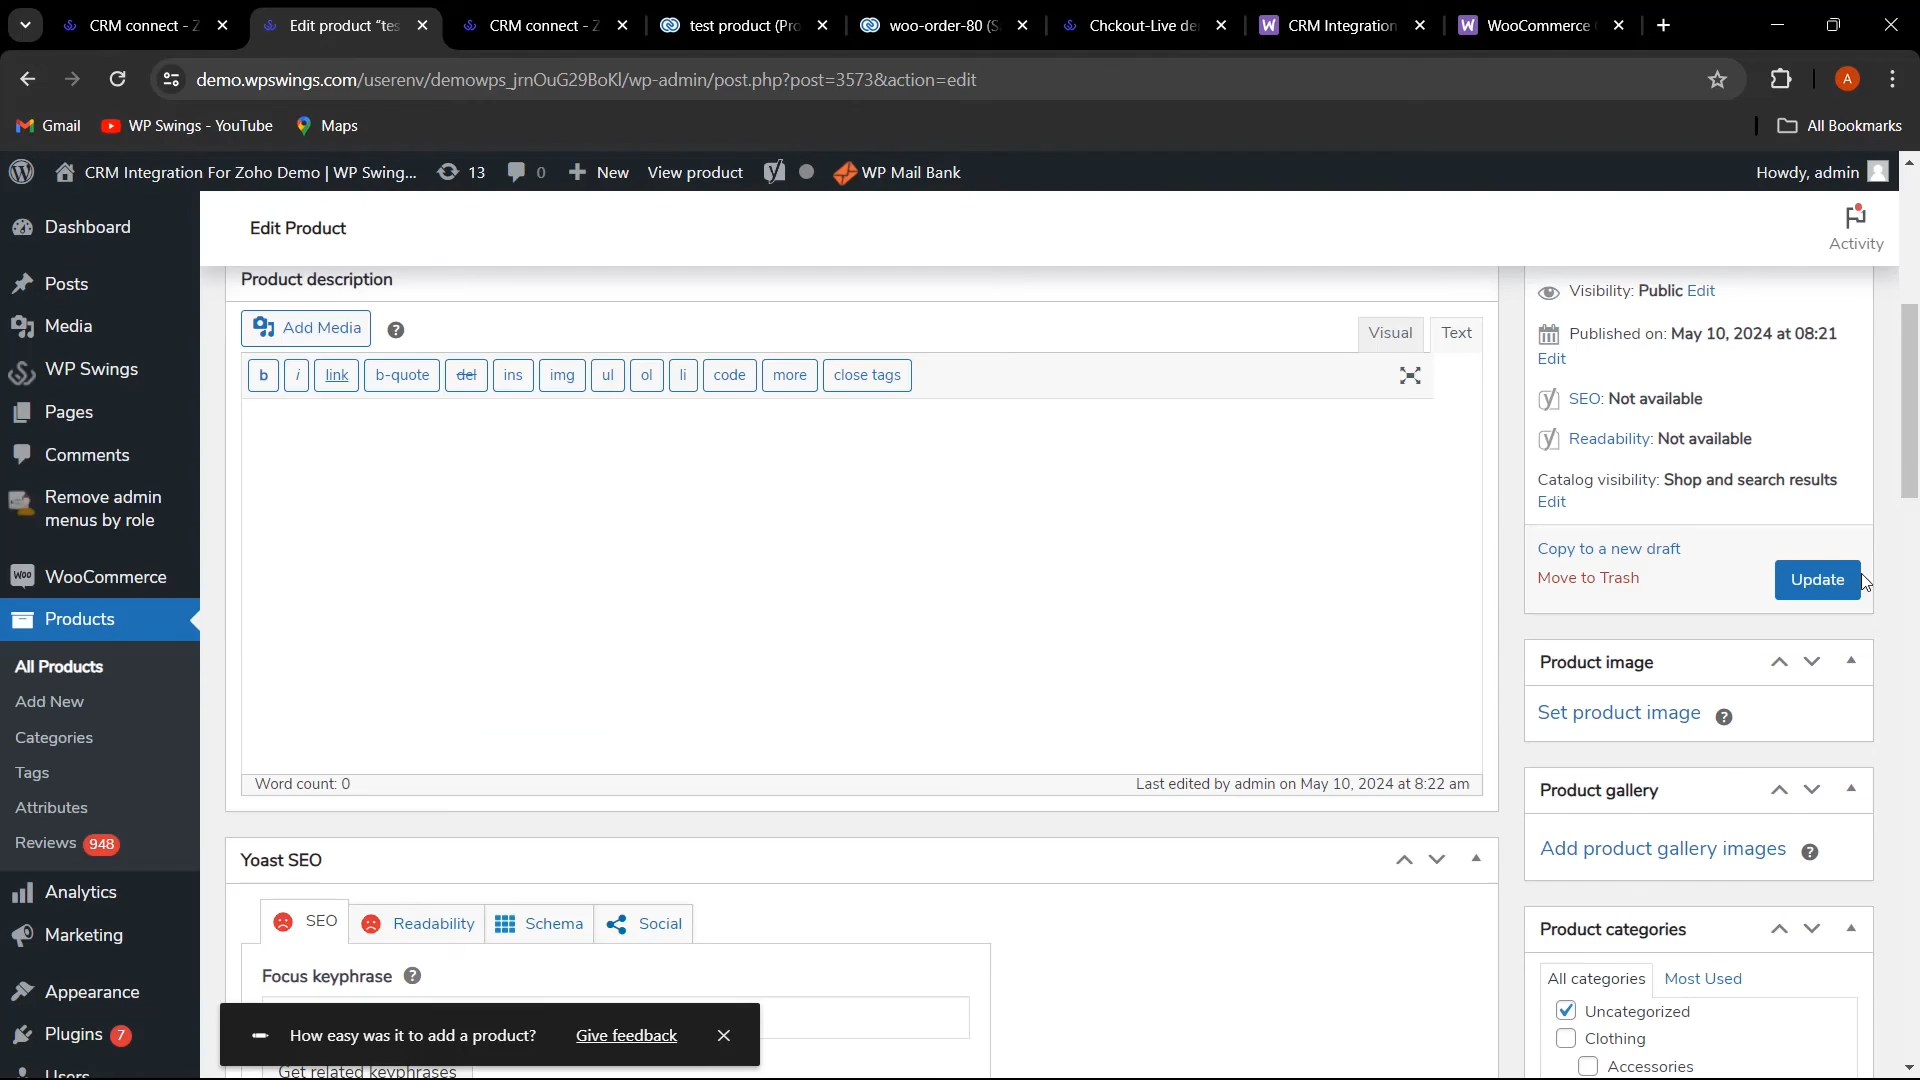 CRM connect - Z
Edit product “tes
CRM connect - Z
test product (Pro
woo-order-80 (S
Chckout-Live de
CRM Integration
WooCommerce
demo.wpswings.com/userenv/demowps_jrnOuG29BoKl/wp-admin/post.php?post=3573&action=edit
A
Gmail
WP Swings - YouTube
Maps
All Bookmarks
CRM Integration For Zoho Demo | WP Swing...
13
0
New
View product
WP Mail Bank
Howdy, admin
Dashboard
Posts
Media
WP Swings
Pages
Comments
Remove admin
menus by role
WooCommerce
Products
All Products
Add New
Categories
Tags
Attributes
Reviews 948
Analytics
Marketing
Appearance
Plugins 7
Users
Edit Product
Activity
Product description
Add Media
Visual
Text
b
i
link
b-quote
del
ins
img
ul
ol
li
code
more
close tags
Word count: 0
Last edited by admin on May 10, 2024 at 8:22 am
Yoast SEO
SEO
Readability
Schema
Social
Focus keyphrase
Get related keyphrases
How easy was it to add a product?
Give feedback
Visibility: Public Edit
Published on: May 10, 2024 at 08:21
Edit
SEO: Not available
Readability: Not available
Catalog visibility: Shop and search results
Edit
Copy to a new draft
Move to Trash
Update
Product image
Set product image
Product gallery
Add product gallery images
Product categories
All categories
Most Used
Uncategorized
Clothing
Accessories